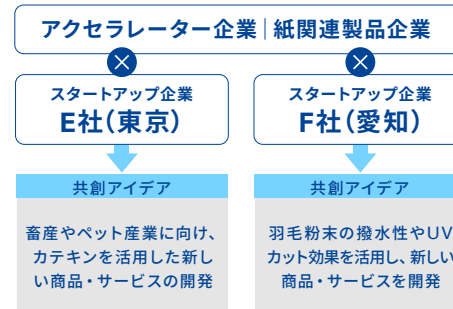 アクセラレーター企業｜紙関連製品企業
スタートアップ企業
E社（東京）
共創アイデア
畜産やペット産業に向け、
カテキンを活用した新し
い商品・サービスの開発
スタートアップ企業
F社（愛知）
共創アイデア
羽毛粉末の撥水性やUV
カット効果を活用し、新しい
商品・サービスを開発